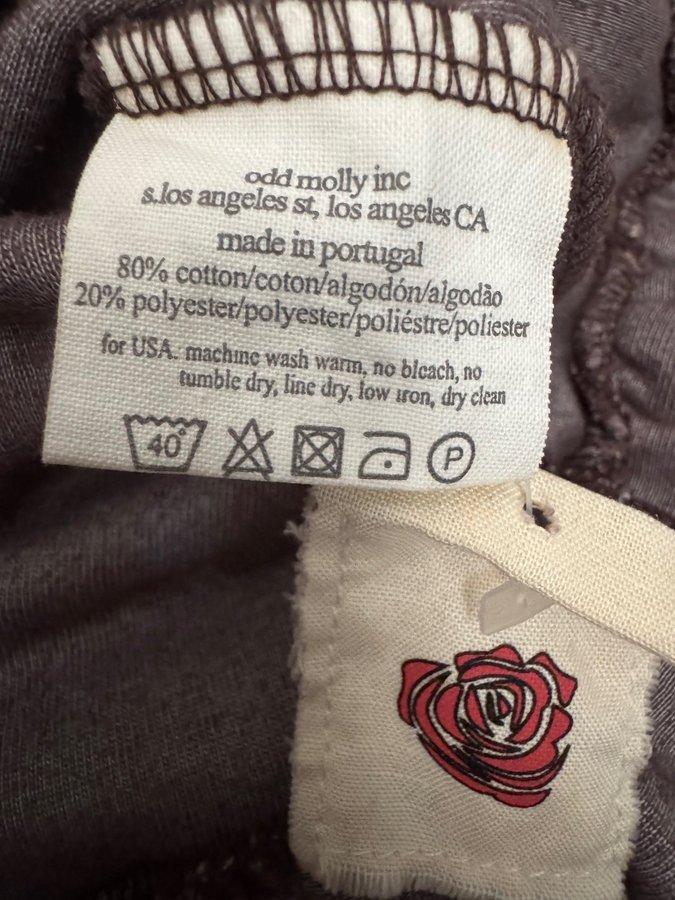 odd molly inc
s.los angeles st, los angeles CA
made in portugal
80% cotton/coton/algodón/algodão
20% polyester/polyester/poliéstre/poliester
for USA. machine wash warm, no bleach, no
tumble dry, line dry, low iron, dry clean
40°
P